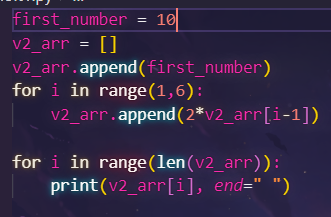 first_number = 10
v2_arr = []
v2_arr.append(first_number)
for i in range(1,6):
    v2_arr.append(2*v2_arr[i-1])

for i in range(len(v2_arr)):
    print(v2_arr[i], end=" ")